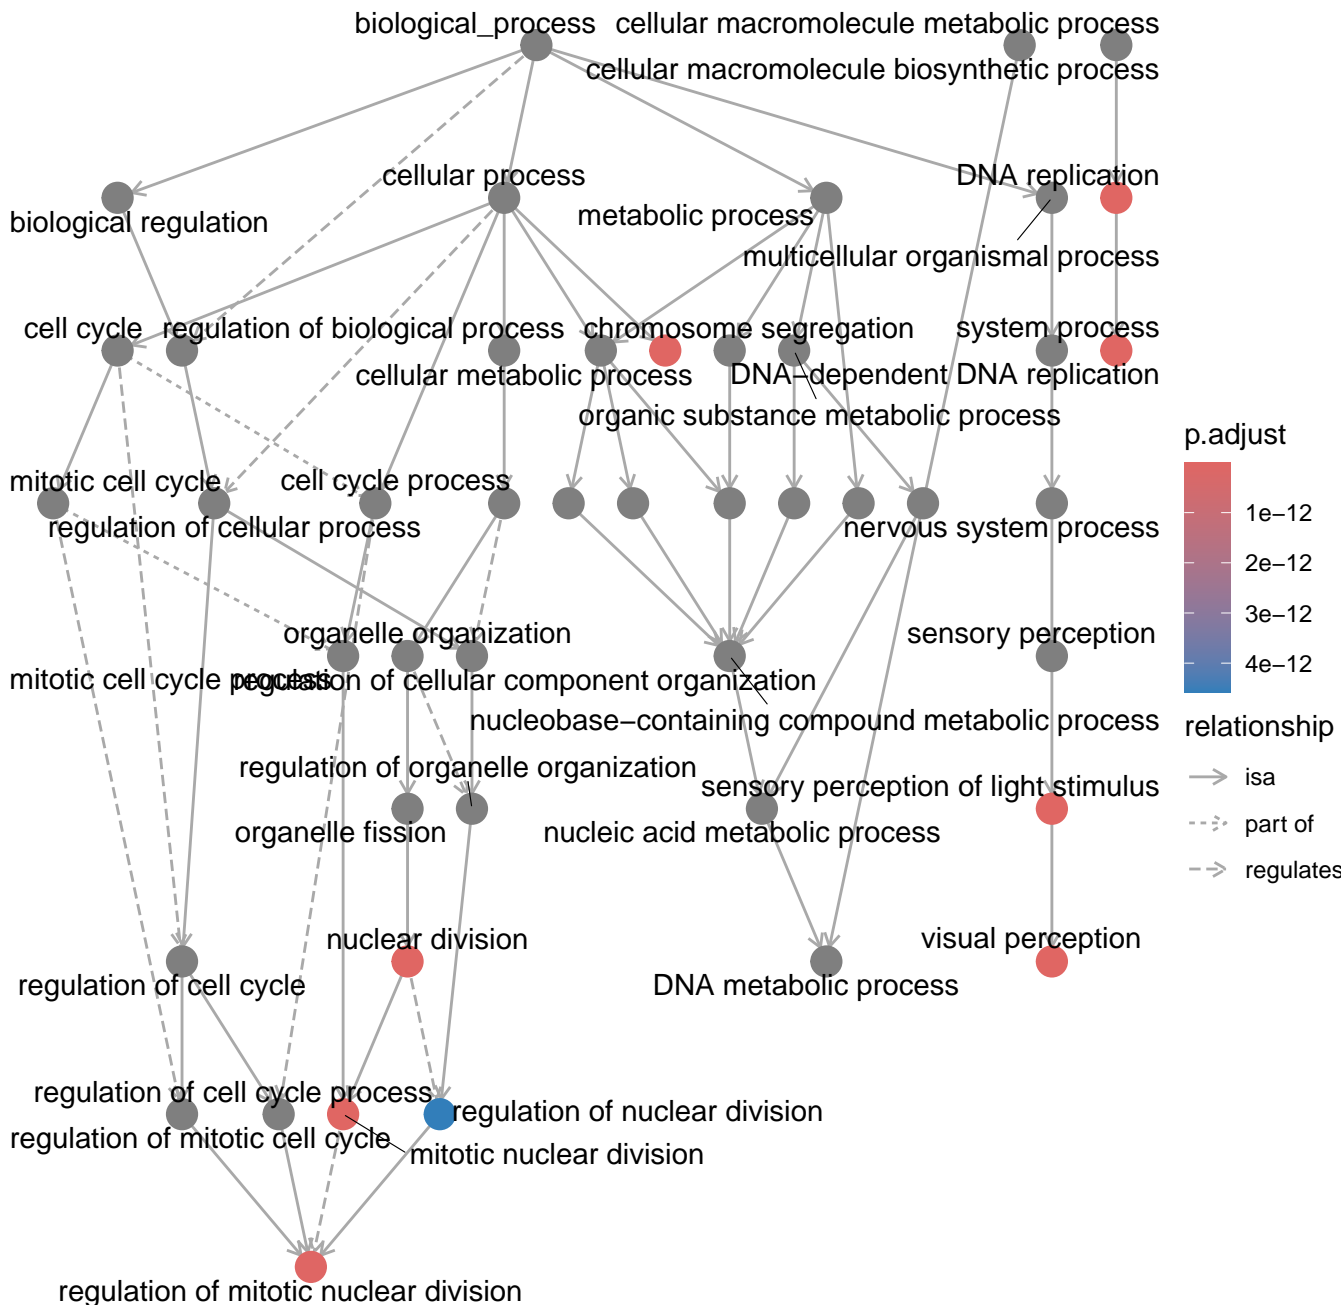 biological_process
cellular macromolecule metabolic process
cellular macromolecule biosynthetic process
cellular process
DNA replication
biological regulation
metabolic process
multicellular organismal process
cell cycle
regulation of biological process
chromosome segregation
system process
cellular metabolic process
DNA−dependent DNA replication
organic substance metabolic process
mitotic cell cycle
cell cycle process
regulation of cellular process
nervous system process
organelle organization
sensory perception
mitotic cell cycle process
regulation of cellular component organization
nucleobase−containing compound metabolic process
regulation of organelle organization
sensory perception of light stimulus
organelle fission
nucleic acid metabolic process
nuclear division
visual perception
regulation of cell cycle
DNA metabolic process
regulation of cell cycle process
regulation of nuclear division
regulation of mitotic cell cycle
mitotic nuclear division
regulation of mitotic nuclear division
p.adjust
1e−12
2e−12
3e−12
4e−12
relationship
isa
part of
regulates